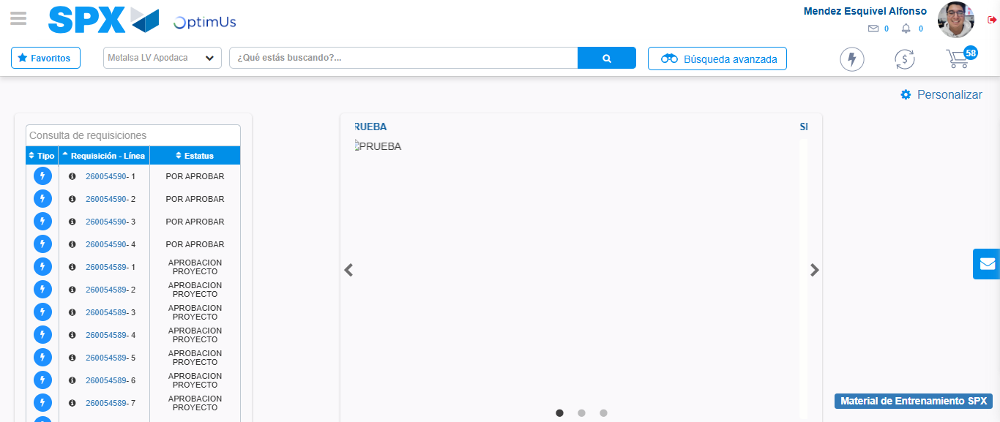 SPX
OptimUs
Mendez Esquivel Alfonso
0
0
Favoritos
Metalsa LV Apodaca
¿Qué estás buscando?...
Búsqueda avanzada
58
Personalizar
Consulta de requisiciones
Tipo Requisición - Línea Estatus
260054590- 1 POR APROBAR
260054590- 2 POR APROBAR
260054590- 3 POR APROBAR
260054590- 4 POR APROBAR
260054589- 1 APROBACION PROYECTO
260054589- 2 APROBACION PROYECTO
260054589- 3 APROBACION PROYECTO
260054589- 4 APROBACION PROYECTO
260054589- 5 APROBACION PROYECTO
260054589- 6 APROBACION PROYECTO
260054589- 7 APROBACION PROYECTO
RUEBA
PRUEBA
Material de Entrenamiento SPX